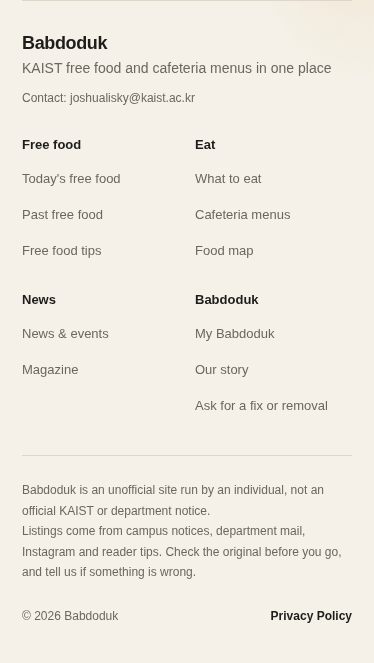 Babdoduk
KAIST free food and cafeteria menus in one place
Contact: joshualisky@kaist.ac.kr
Free food
Today's free food
Past free food
Free food tips
Eat
What to eat
Cafeteria menus
Food map
News
News & events
Magazine
Babdoduk
My Babdoduk
Our story
Ask for a fix or removal
Babdoduk is an unofficial site run by an individual, not an
official KAIST or department notice.
Listings come from campus notices, department mail,
Instagram and reader tips. Check the original before you go,
and tell us if something is wrong.
© 2026 Babdoduk
Privacy Policy